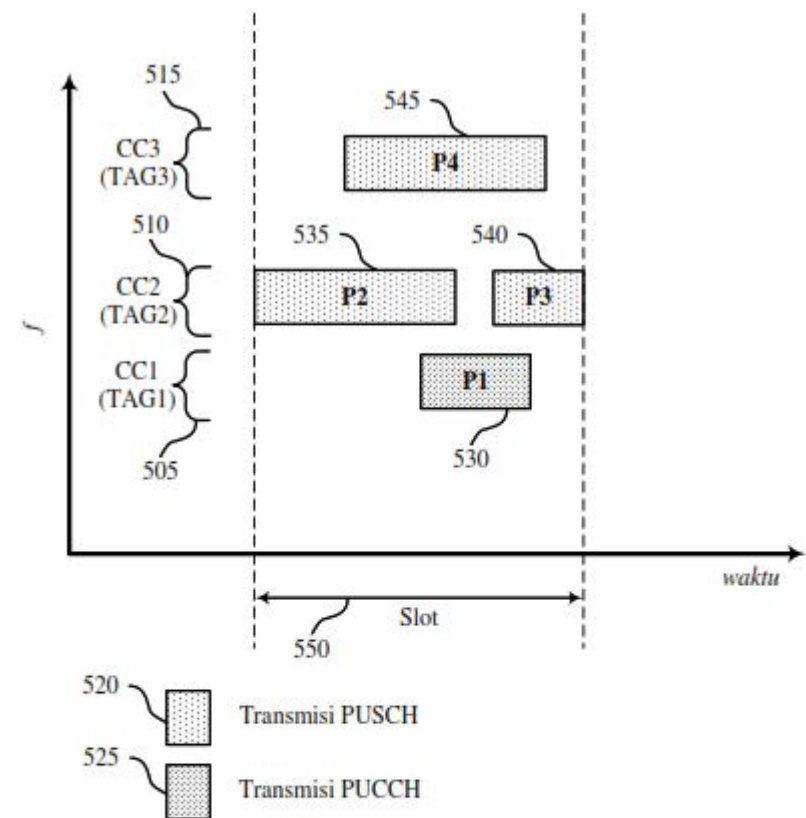 515
545
CC3
(TAG3)
P4
510
535
540
CC2
(TAG2)
P2
P3
f
CC1
(TAG1)
P1
530
505
waktu
Slot
550
520
Transmisi PUSCH
525
Transmisi PUCCH